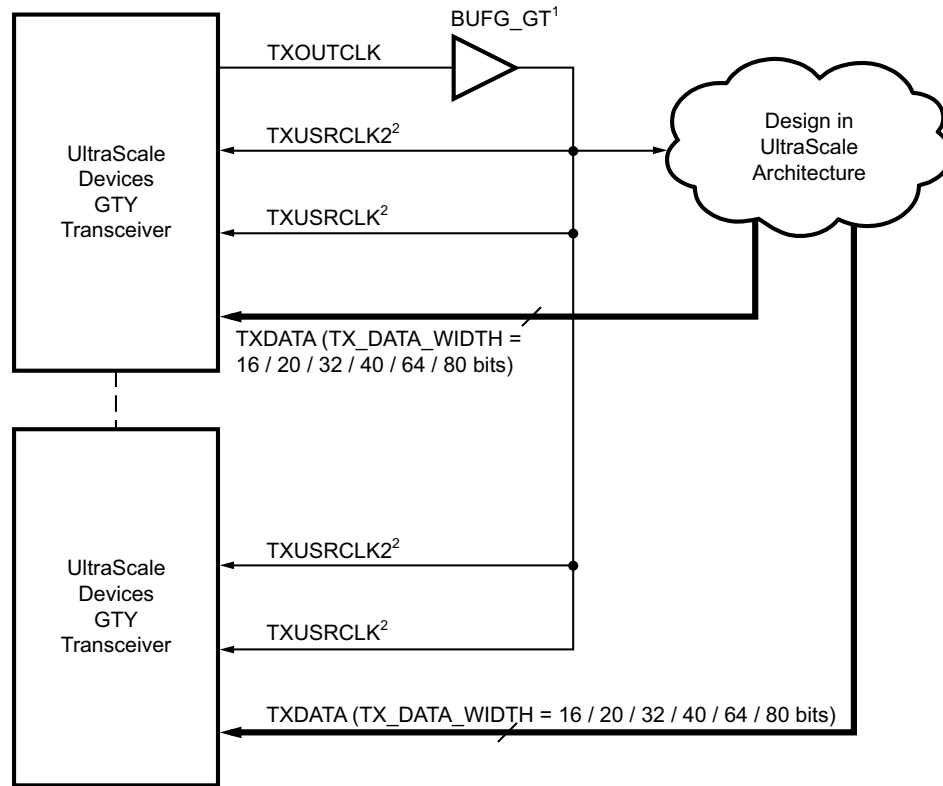 BUFG_GT¹
TXOUTCLK
TXUSRCLK2²
UltraScale
Devices
GTY
Transceiver
Design in
UltraScale
Architecture
TXUSRCLK²
TXDATA (TX_DATA_WIDTH =
16 / 20 / 32 / 40 / 64 / 80 bits)
TXUSRCLK2²
UltraScale
Devices
GTY
Transceiver
TXUSRCLK²
TXDATA (TX_DATA_WIDTH = 16 / 20 / 32 / 40 / 64 / 80 bits)